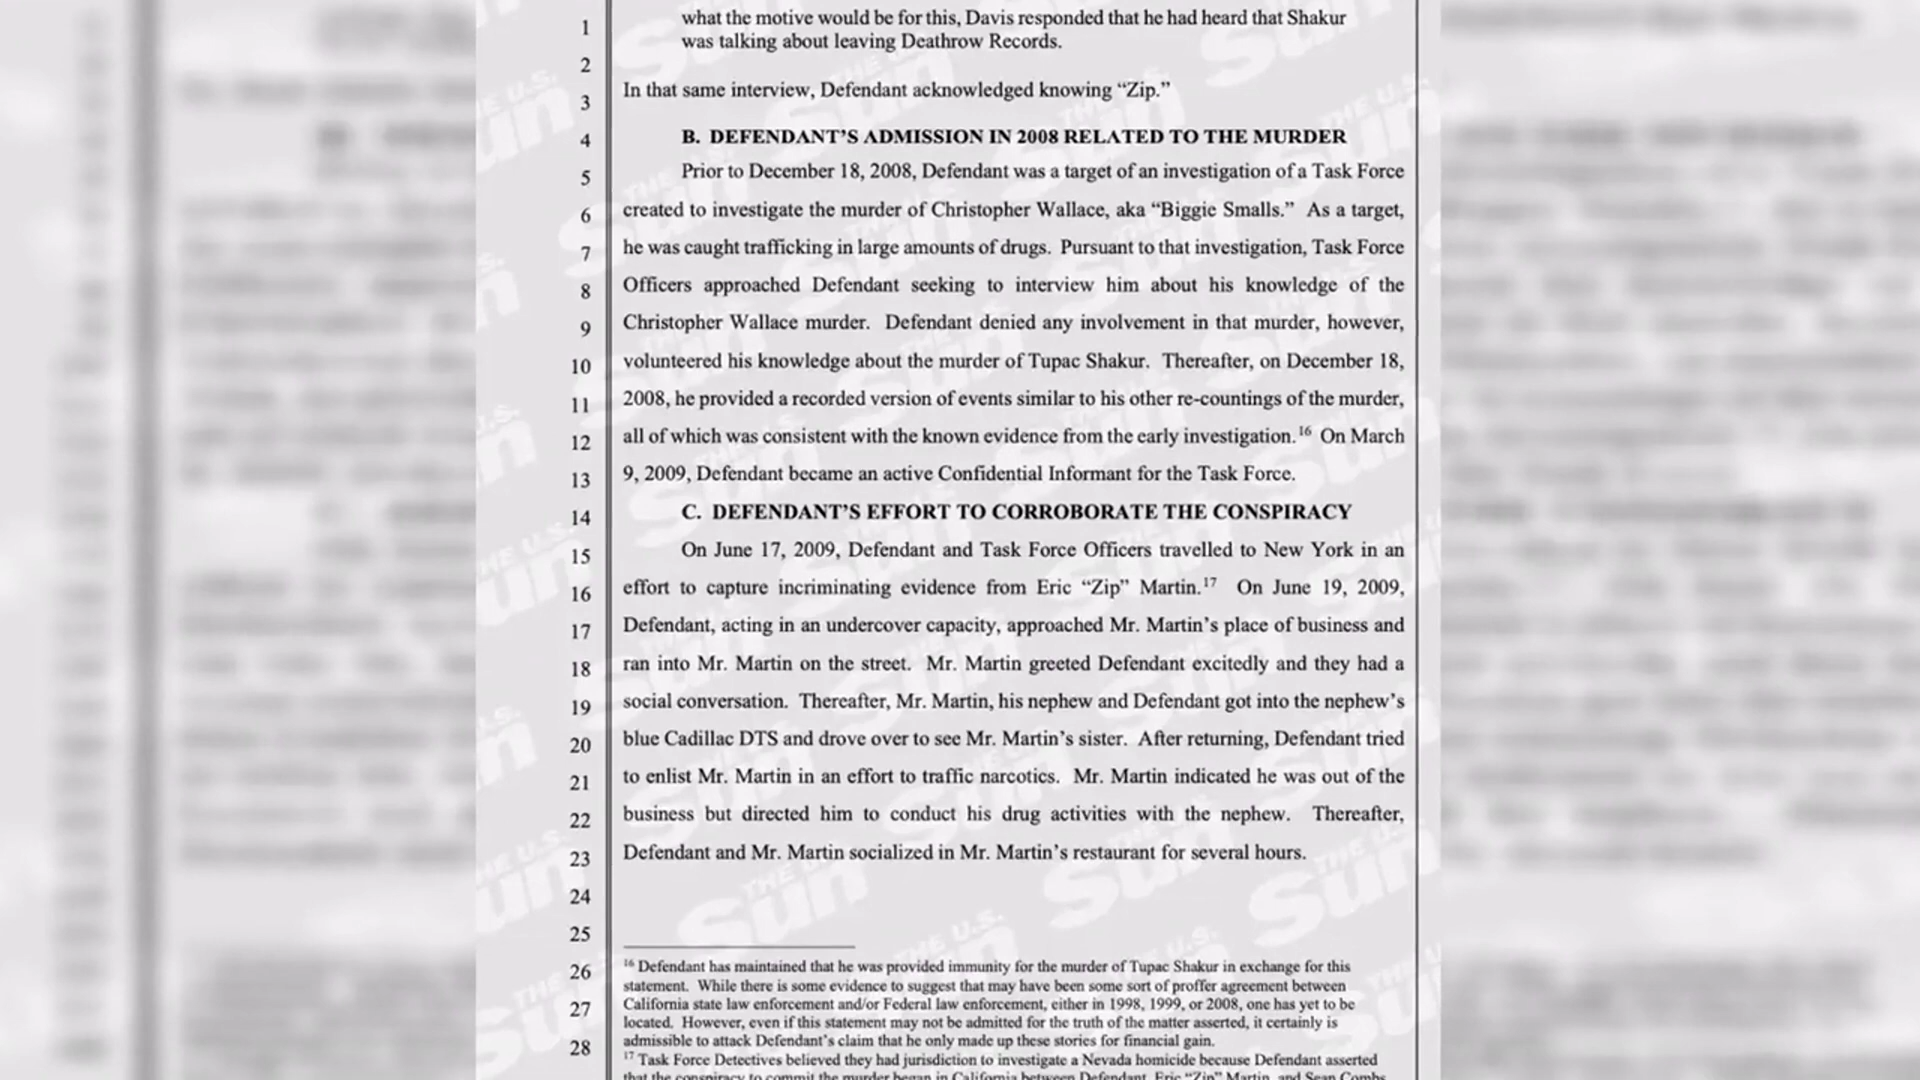 1 what the motive would be for this, Davis responded that he had heard that Shakur
was talking about leaving Deathrow Records.
2
3 In that same interview, Defendant acknowledged knowing “Zip.”
4 B. DEFENDANT’S ADMISSION IN 2008 RELATED TO THE MURDER
5 Prior to December 18, 2008, Defendant was a target of an investigation of a Task Force
6 created to investigate the murder of Christopher Wallace, aka “Biggie Smalls.” As a target,
7 he was caught trafficking in large amounts of drugs. Pursuant to that investigation, Task Force
8 Officers approached Defendant seeking to interview him about his knowledge of the
9 Christopher Wallace murder. Defendant denied any involvement in that murder, however,
10 volunteered his knowledge about the murder of Tupac Shakur. Thereafter, on December 18,
11 2008, he provided a recorded version of events similar to his other re-countings of the murder,
12 all of which was consistent with the known evidence from the early investigation.16 On March
13 9, 2009, Defendant became an active Confidential Informant for the Task Force.
14 C. DEFENDANT’S EFFORT TO CORROBORATE THE CONSPIRACY
15 On June 17, 2009, Defendant and Task Force Officers travelled to New York in an
16 effort to capture incriminating evidence from Eric “Zip” Martin.17 On June 19, 2009,
17 Defendant, acting in an undercover capacity, approached Mr. Martin’s place of business and
18 ran into Mr. Martin on the street. Mr. Martin greeted Defendant excitedly and they had a
19 social conversation. Thereafter, Mr. Martin, his nephew and Defendant got into the nephew’s
20 blue Cadillac DTS and drove over to see Mr. Martin’s sister. After returning, Defendant tried
21 to enlist Mr. Martin in an effort to traffic narcotics. Mr. Martin indicated he was out of the
22 business but directed him to conduct his drug activities with the nephew. Thereafter,
23 Defendant and Mr. Martin socialized in Mr. Martin’s restaurant for several hours.
24
25
26 16 Defendant has maintained that he was provided immunity for the murder of Tupac Shakur in exchange for this
statement. While there is some evidence to suggest that may have been some sort of proffer agreement between
27 California state law enforcement and/or Federal law enforcement, either in 1998, 1999, or 2008, one has yet to be
located. However, even if this statement may not be admitted for the truth of the matter asserted, it certainly is
28 admissible to attack Defendant’s claim that he only made up these stories for financial gain.
17 Task Force Detectives believed they had jurisdiction to investigate a Nevada homicide because Defendant asserted
that the conspiracy to commit the murder began in California between Defendant, Eric “Zip” Martin, and Sean Combs
THE U.S. Sun